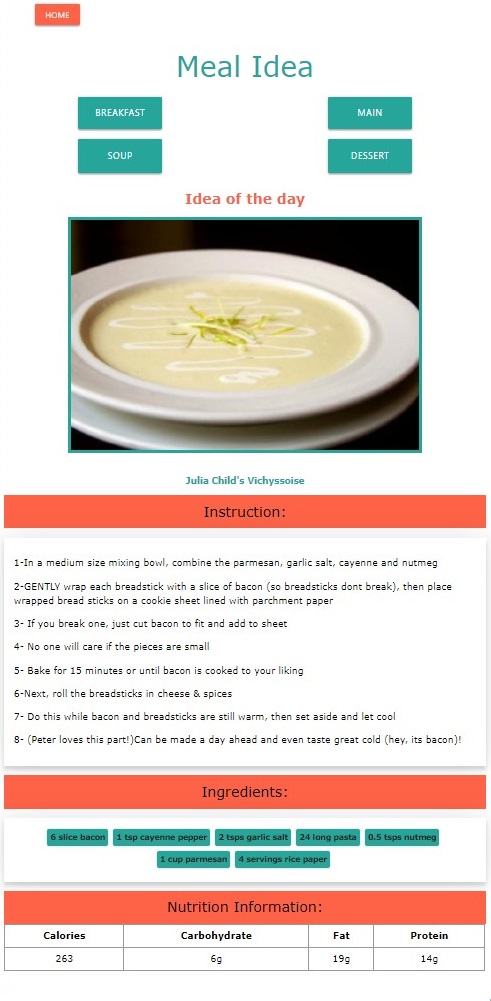 HOME
Meal Idea
BREAKFAST MAIN
SOUP DESSERT
Idea of the day
Julia Child's Vichyssoise
Instruction:
1-In a medium size mixing bowl, combine the parmesan, garlic salt, cayenne and nutmeg
2-GENTLY wrap each breadstick with a slice of bacon (so breadsticks dont break), then place
wrapped bread sticks on a cookie sheet lined with parchment paper
3- If you break one, just cut bacon to fit and add to sheet
4- No one will care if the pieces are small
5- Bake for 15 minutes or until bacon is cooked to your liking
6-Next, roll the breadsticks in cheese & spices
7- Do this while bacon and breadsticks are still warm, then set aside and let cool
8- (Peter loves this part!)Can be made a day ahead and even taste great cold (hey, its bacon)!
Ingredients:
6 slice bacon 1 tsp cayenne pepper 2 tsps garlic salt 24 long pasta 0.5 tsps nutmeg
1 cup parmesan 4 servings rice paper
Nutrition Information:
Calories Carbohydrate Fat Protein
263 6g 19g 14g